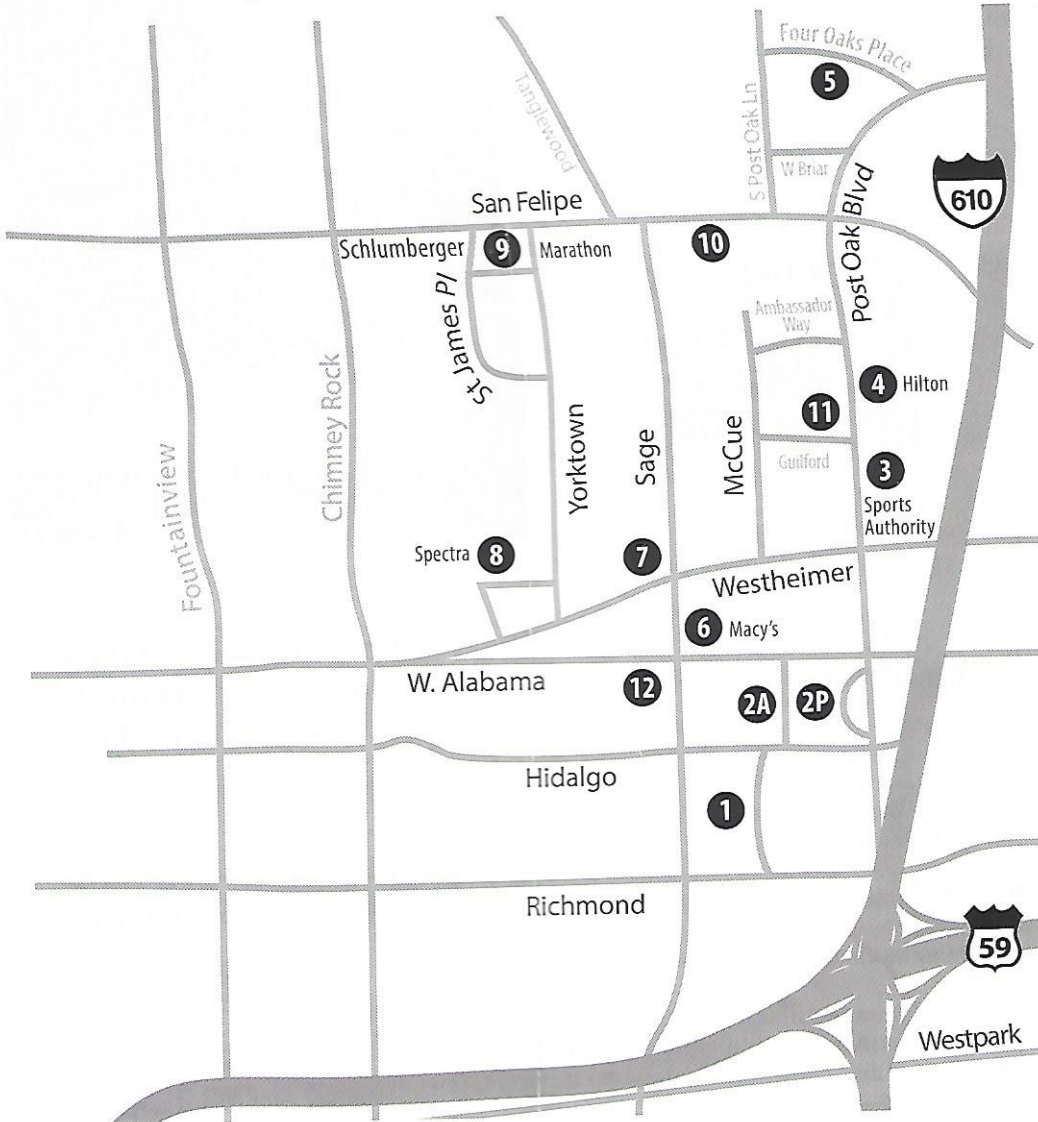 Four Oaks Place
5
Tanglewood
S Post Oak Ln
W Briar
610
San Felipe
Post Oak Blvd
Schlumberger
9
Marathon
10
St James Pl
Ambassador
Way
4
Hilton
Chimney Rock
11
Fountainview
Yorktown
Sage
McCue
Guilford
3
Sports
Authority
Spectra
8
7
Westheimer
6
Macy's
W. Alabama
12
2A
2P
Hidalgo
1
Richmond
59
Westpark